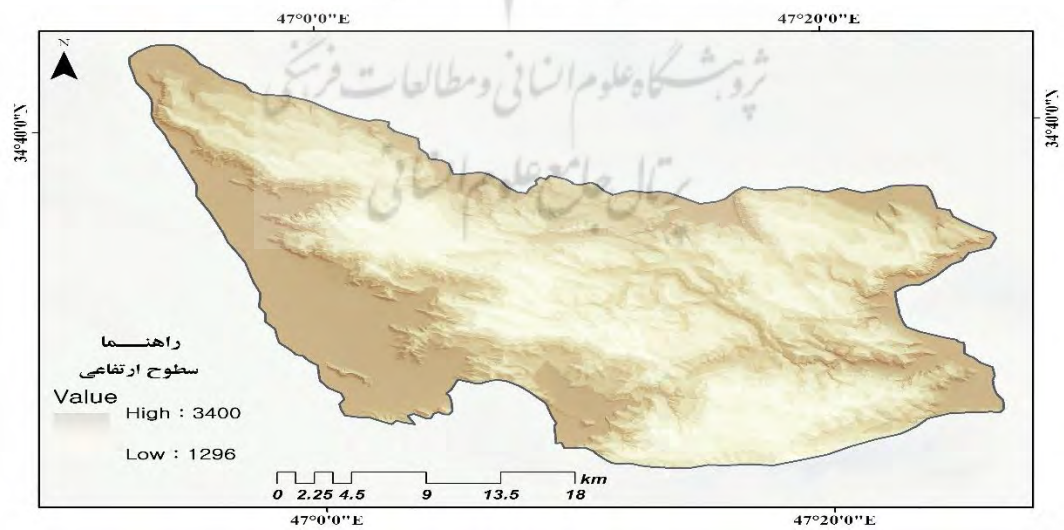 47°0'0"E 47°20'0"E
N
34°40'0"N 34°40'0"N
پژوهشگاه علوم انسانی و مطالعات فرهنگی
پرتال جامع علوم انسانی
راهنـــما
سطوح ارتفاعی
Value
High : 3400
Low : 1296
km
0 2.25 4.5 9 13.5 18
47°0'0"E 47°20'0"E